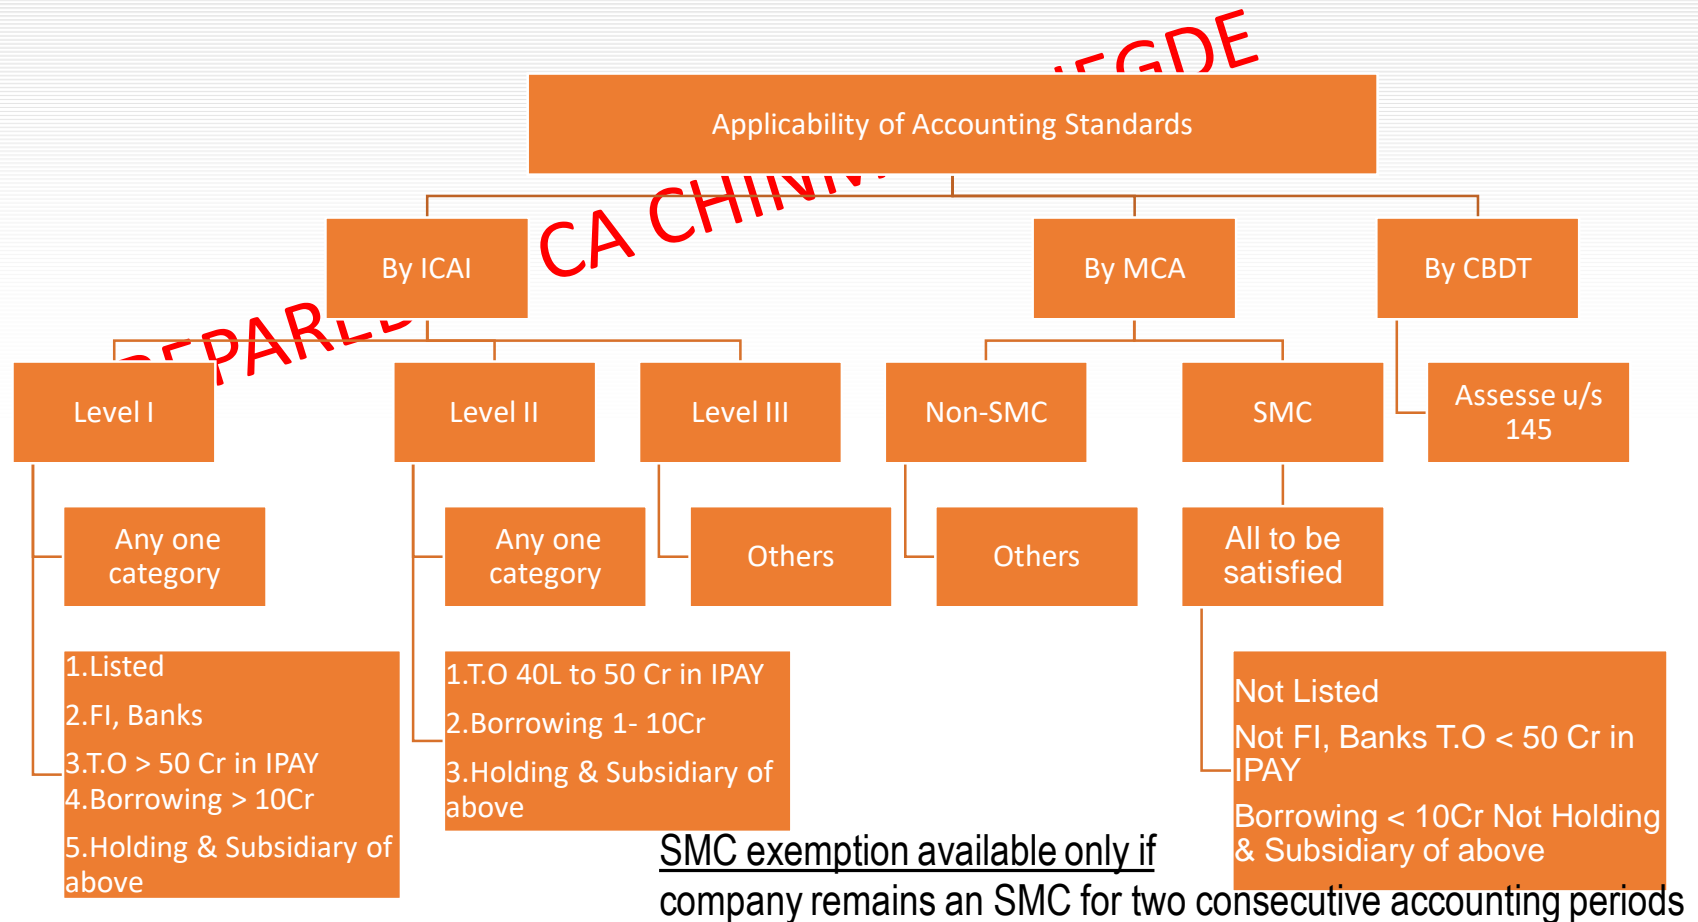 Applicability of Accounting Standards
By ICAI
By MCA
By CBDT
Level I
Level II
Level III
Non-SMC
SMC
Assesse u/s
145
Any one
category
Any one
category
Others
Others
All to be
satisfied
1.Listed
2.FI, Banks
3.T.O > 50 Cr in IPAY
4.Borrowing > 10Cr
5.Holding & Subsidiary of
above
1.T.O 40L to 50 Cr in IPAY
2.Borrowing 1- 10Cr
3.Holding & Subsidiary of
above
Not Listed
Not FI, Banks T.O < 50 Cr in
IPAY
Borrowing < 10Cr Not Holding
& Subsidiary of above
SMC exemption available only if
company remains an SMC for two consecutive accounting periods
CA